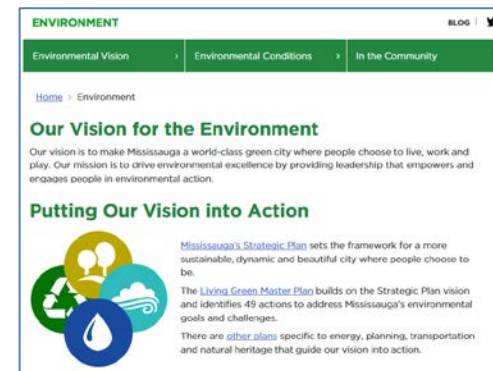 ENVIRONMENT
BLOG
Environmental Vision
Environmental Conditions
In the Community
Home > Environment
Our Vision for the Environment
Our vision is to make Mississauga a world-class green city where people choose to live, work and
play. Our mission is to drive environmental excellence by providing leadership that empowers and
engages people in environmental action.
Putting Our Vision into Action
Mississauga's Strategic Plan sets the framework for a more
sustainable, dynamic and beautiful city where people choose to
be.
The Living Green Master Plan builds on the Strategic Plan vision
and identifies 49 actions to address Mississauga's environmental
goals and challenges.
There are other plans specific to energy, planning, transportation
and natural heritage that guide our vision into action.